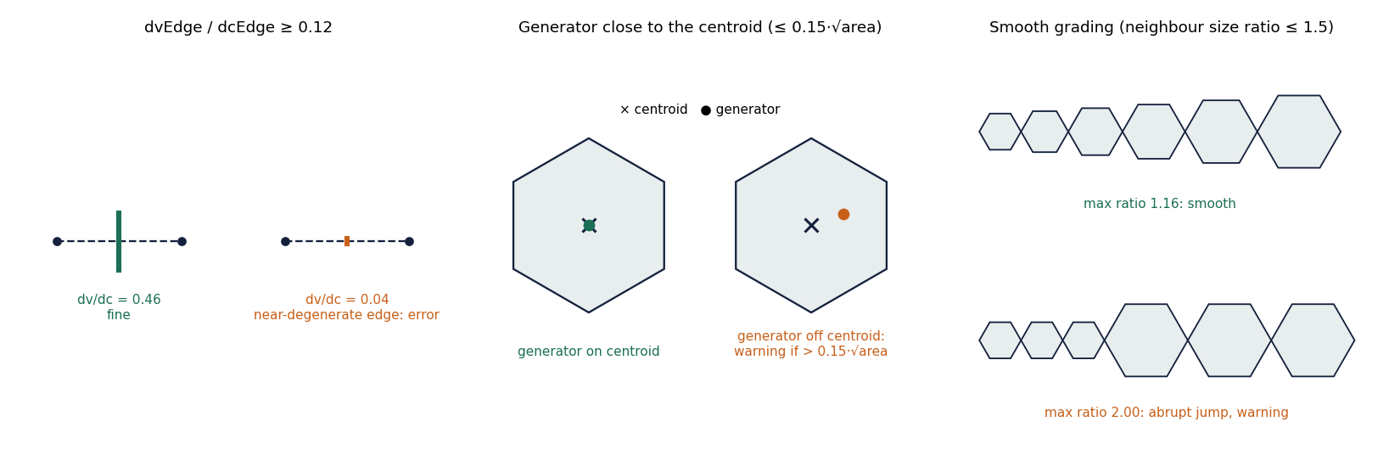 dvEdge / dcEdge ≥ 0.12
dv/dc = 0.46
fine
dv/dc = 0.04
near-degenerate edge: error
Generator close to the centroid (≤ 0.15·√area)
× centroid ● generator
generator on centroid
generator off centroid:
warning if > 0.15·√area
Smooth grading (neighbour size ratio ≤ 1.5)
max ratio 1.16: smooth
max ratio 2.00: abrupt jump, warning